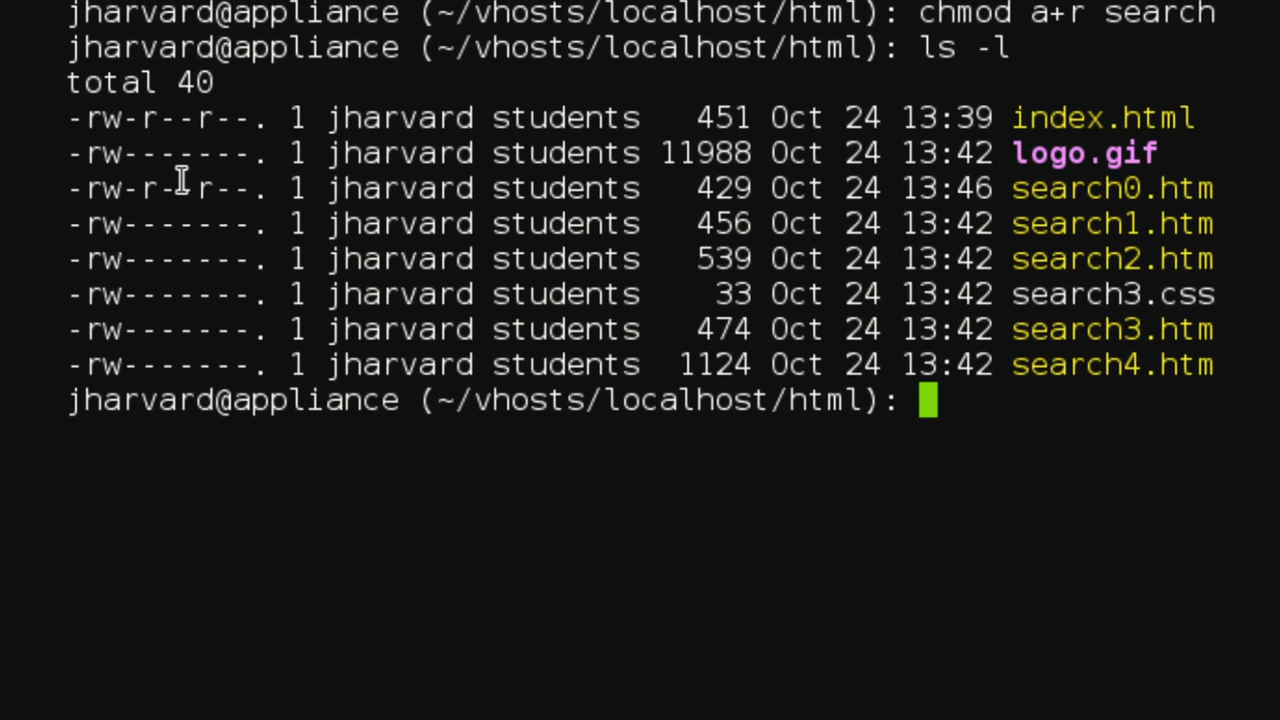 jharvard@appliance (~/vhosts/localhost/html): chmod a+r search
jharvard@appliance (~/vhosts/localhost/html): ls -l
total 40
-rw-r--r--. 1 jharvard students   451 Oct 24 13:39 index.html
-rw-------. 1 jharvard students 11988 Oct 24 13:42 logo.gif
-rw-r--r--. 1 jharvard students   429 Oct 24 13:46 search0.htm
-rw-------. 1 jharvard students   456 Oct 24 13:42 search1.htm
-rw-------. 1 jharvard students   539 Oct 24 13:42 search2.htm
-rw-------. 1 jharvard students    33 Oct 24 13:42 search3.css
-rw-------. 1 jharvard students   474 Oct 24 13:42 search3.htm
-rw-------. 1 jharvard students  1124 Oct 24 13:42 search4.htm
jharvard@appliance (~/vhosts/localhost/html):